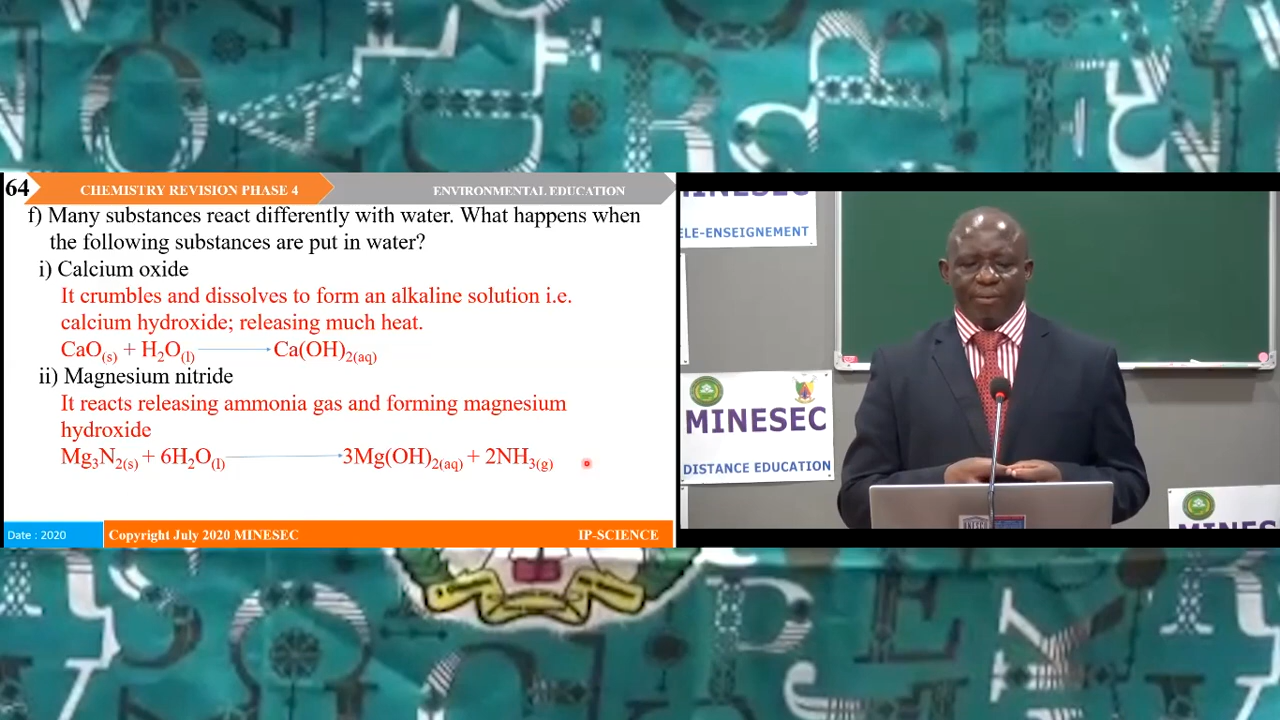 64
CHEMISTRY REVISION PHASE 4
ENVIRONMENTAL EDUCATION
f) Many substances react differently with water. What happens when
the following substances are put in water?
i) Calcium oxide
It crumbles and dissolves to form an alkaline solution i.e.
calcium hydroxide; releasing much heat.
CaO(s) + H2O(l) ⟶ Ca(OH)2(aq)
ii) Magnesium nitride
It reacts releasing ammonia gas and forming magnesium
hydroxide
Mg3N2(s) + 6H2O(l) ⟶ 3Mg(OH)2(aq) + 2NH3(g)
Date : 2020
Copyright July 2020 MINESEC
IP-SCIENCE
ELE-ENSEIGNEMENT
MINESEC
DISTANCE EDUCATION
MINES